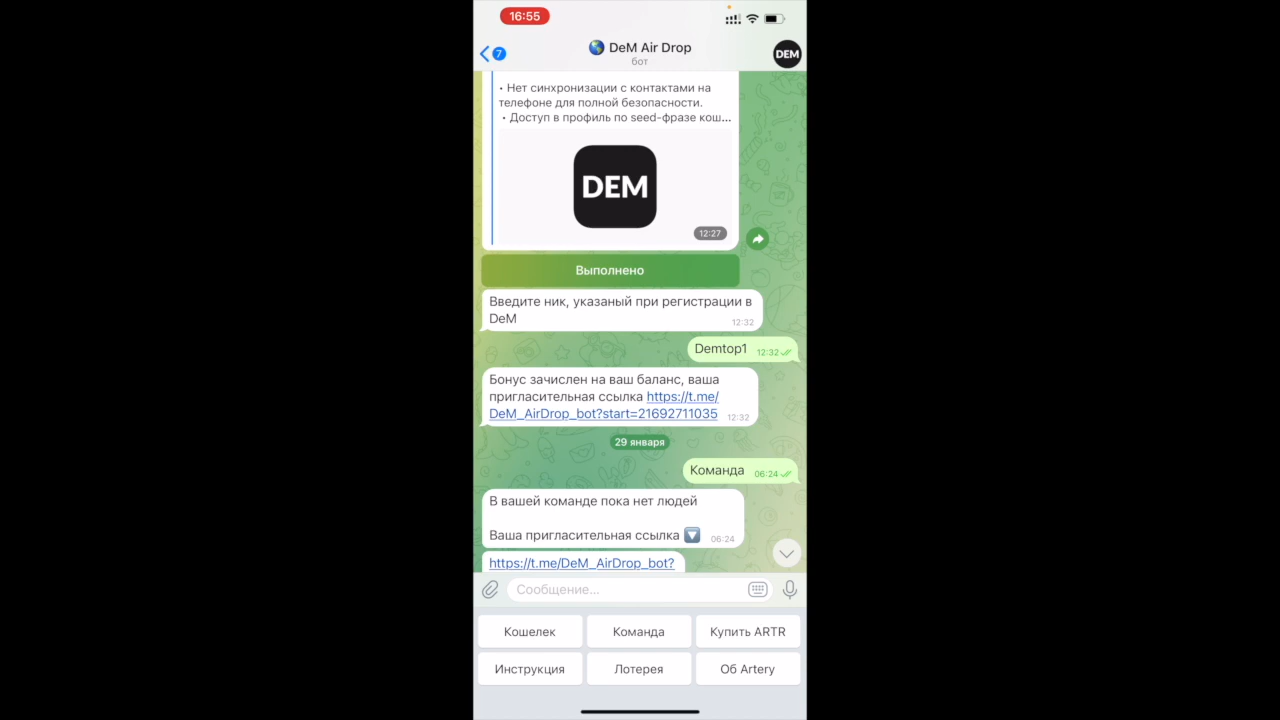 16:55
7
🌎 DeM Air Drop
бот
DEM
• Нет синхронизации с контактами на
телефоне для полной безопасности.
• Доступ в профиль по seed-фразе кош...
DEM
12:27
Выполнено
Введите ник, указаный при регистрации в
DeM
12:32
Demtop1 12:32
Бонус зачислен на ваш баланс, ваша
пригласительная ссылка https://t.me/
DeM_AirDrop_bot?start=21692711035 12:32
29 января
Команда 06:24
В вашей команде пока нет людей
Ваша пригласительная ссылка 🔽 06:24
https://t.me/DeM_AirDrop_bot?
Сообщение...
Кошелек Команда Купить ARTR
Инструкция Лотерея Об Artery